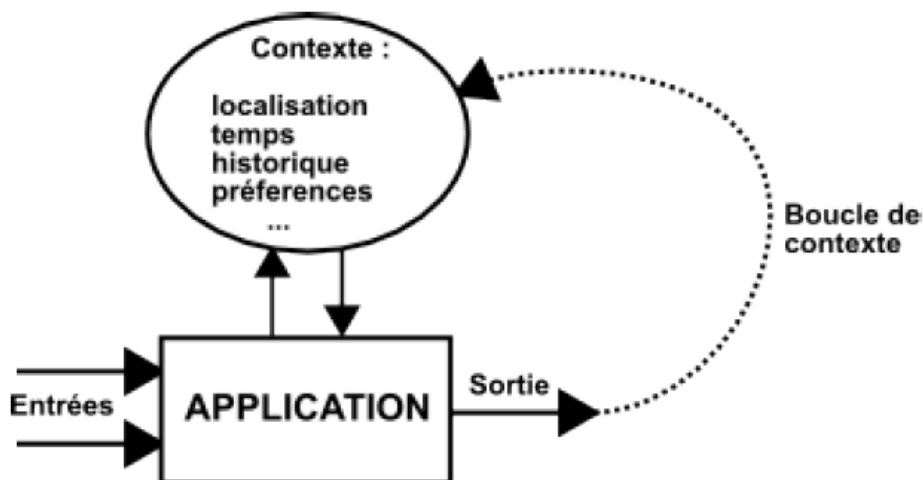 Contexte :
localisation
temps
historique
préferences
...
Boucle de
contexte
Entrées
APPLICATION
Sortie